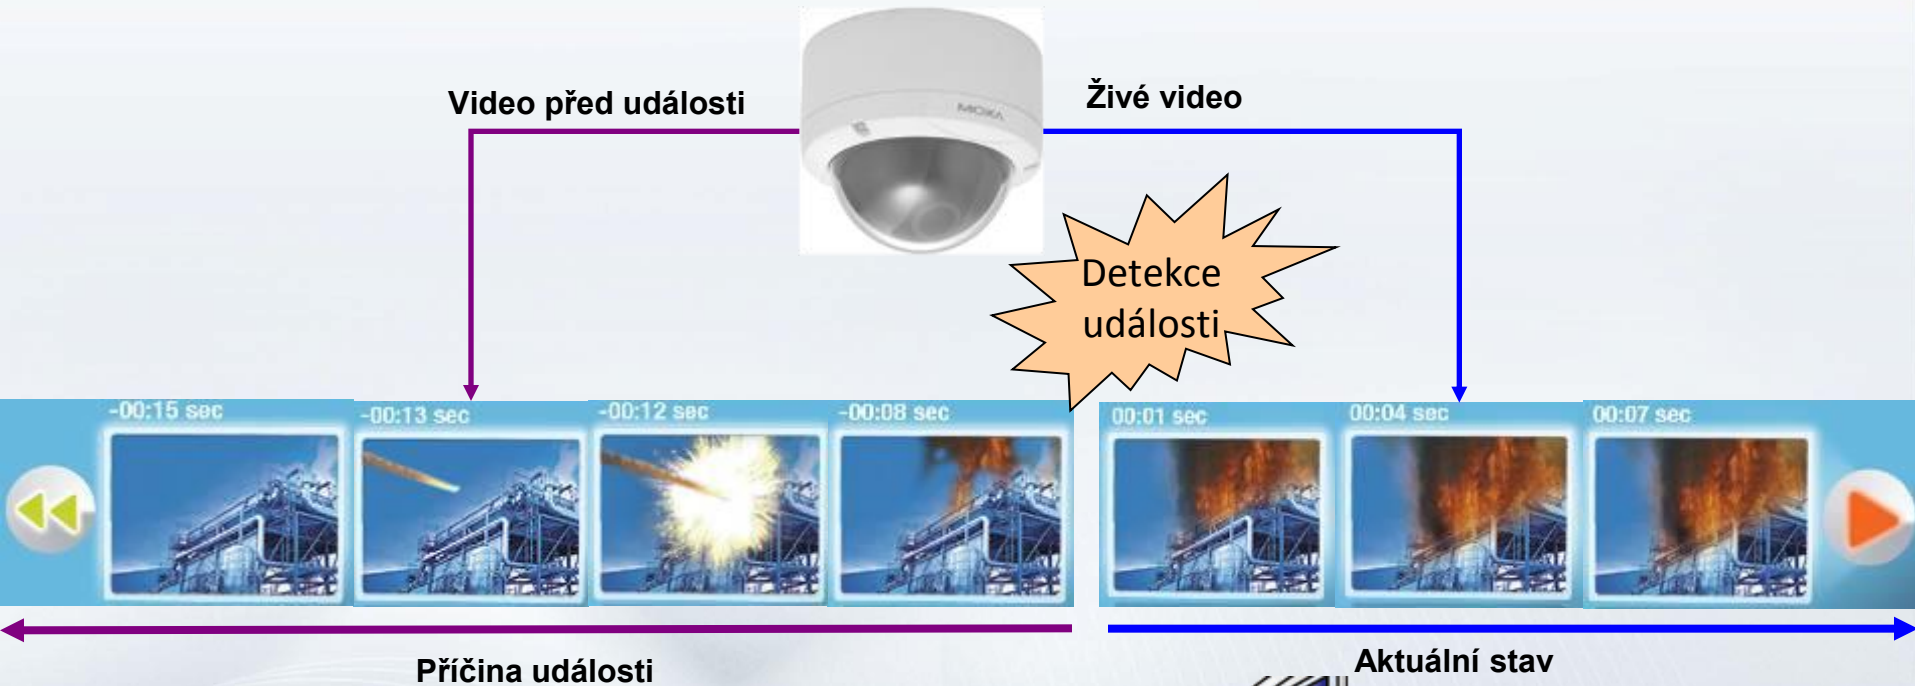 Video před události
Živé video
MOXA
Detekce
události
-00:15 sec
-00:13 sec
-00:12 sec
-00:08 sec
00:01 sec
00:04 sec
00:07 sec
Příčina události
Aktuální stav